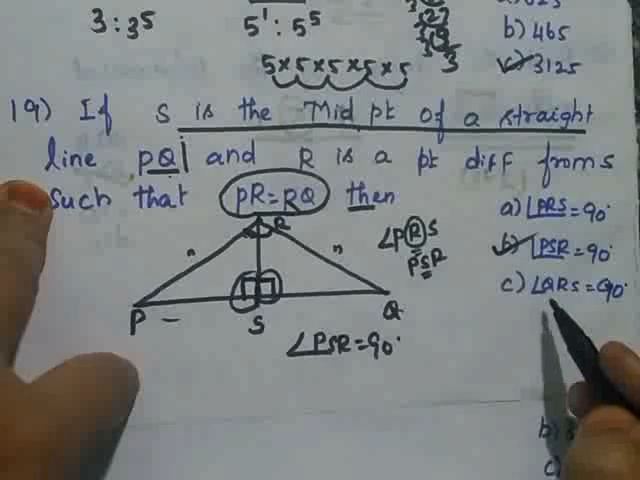 3 : 3⁵
5¹ : 5⁵
5×5×5×5×5
b) 465
c) 3125
19) If S is the Mid pt of a straight
line PQ and R is a pt diff from S
such that PR=RQ then
a) ∠PRS=90°
b) ∠PSR=90°
c) ∠QRS=90°
R
∠PRS
PSR
P
S
Q
∠PSR=90°
b)
c)